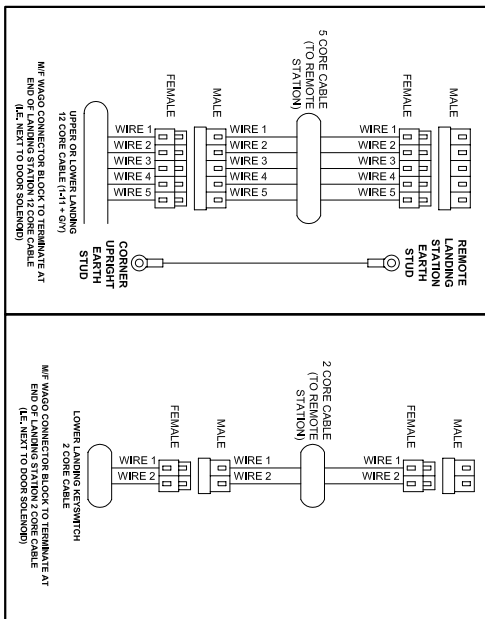 M/F WAGO CONNECTOR BLOCK TO TERMINATE AT
END OF LANDING STATION 12 CORE CABLE
(I.E. NEXT TO DOOR SOLENOID)
UPPER OR LOWER LANDING
12 CORE CABLE (1-11 + G/Y)
WIRE 1
WIRE 2
WIRE 3
WIRE 4
WIRE 5
FEMALE
MALE
WIRE 1
WIRE 2
WIRE 3
WIRE 4
WIRE 5
5 CORE CABLE
(TO REMOTE
STATION)
WIRE 1
WIRE 2
WIRE 3
WIRE 4
WIRE 5
FEMALE
MALE
CORNER
UPRIGHT
EARTH
STUD
REMOTE
LANDING
STATION
EARTH
STUD
M/F WAGO CONNECTOR BLOCK TO TERMINATE AT
END OF LANDING STATION 2 CORE CABLE
(I.E. NEXT TO DOOR SOLENOID)
LOWER LANDING KEYSWITCH
2 CORE CABLE
WIRE 1
WIRE 2
FEMALE
MALE
WIRE 1
WIRE 2
2 CORE CABLE
(TO REMOTE
STATION)
WIRE 1
WIRE 2
FEMALE
MALE